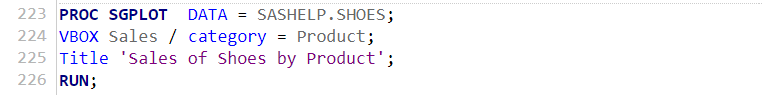 223 PROC SGPLOT  DATA = SASHELP.SHOES;
224 VBOX Sales / category = Product;
225 Title 'Sales of Shoes by Product';
226 RUN;